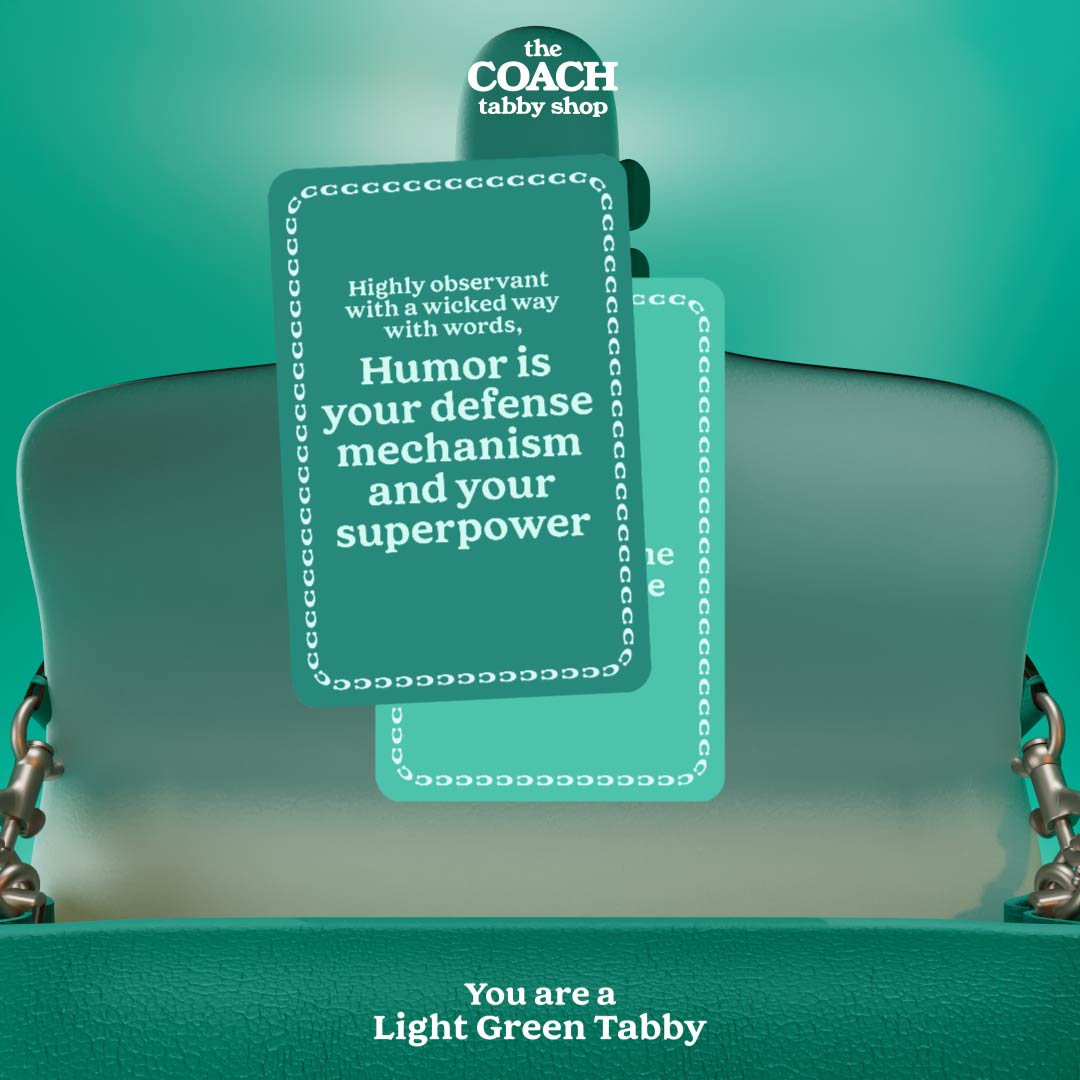 the
COACH
tabby shop
Highly observant
with a wicked way
with words,
Humor is
your defense
mechanism
and your
superpower
You are a
Light Green Tabby